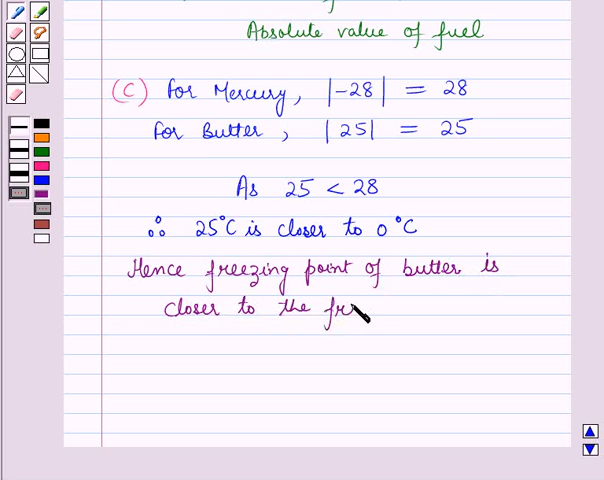 Absolute value of fuel
(C) For Mercury, |-28| = 28
For Butter, |25| = 25
As 25 < 28
∴ 25°C is closer to 0°C
Hence freezing point of butter is
closer to the fr